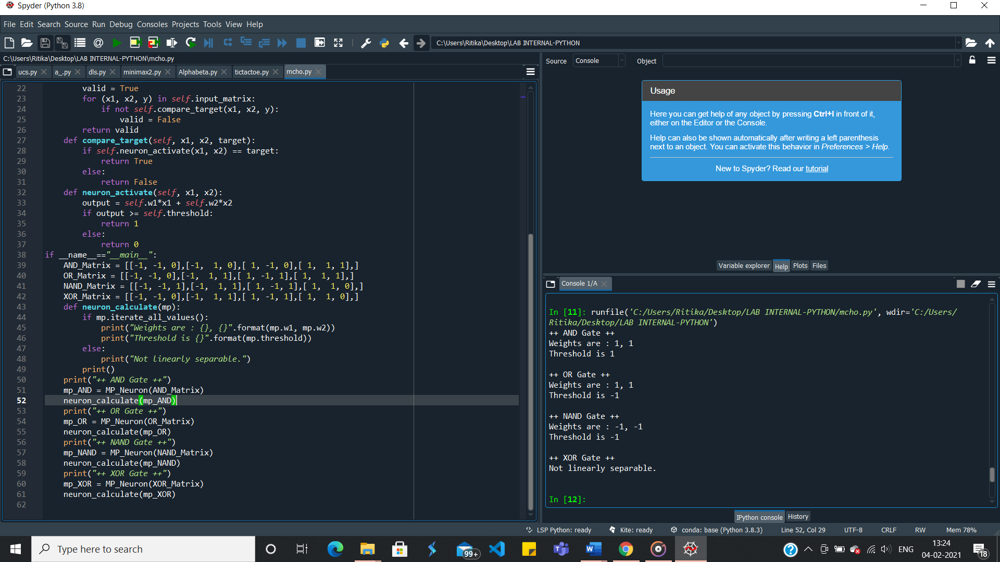 Spyder (Python 3.8)
File Edit Search Source Run Debug Consoles Projects Tools View Help
C:\Users\Ritika\Desktop\LAB INTERNAL-PYTHON
C:\Users\Ritika\Desktop\LAB INTERNAL-PYTHON\mcho.py
ucs.py a_.py dls.py minimax2.py Alphabeta.py tictactoe.py mcho.py
22 valid = True
23 for (x1, x2, y) in self.input_matrix:
24 if not self.compare_target(x1, x2, y):
25 valid = False
26 return valid
27 def compare_target(self, x1, x2, target):
28 if self.neuron_activate(x1, x2) == target:
29 return True
30 else:
31 return False
32 def neuron_activate(self, x1, x2):
33 output = self.w1*x1 + self.w2*x2
34 if output >= self.threshold:
35 return 1
36 else:
37 return 0
38 if __name__=="__main__":
39 AND_Matrix = [[-1, -1, 0],[-1,  1, 0],[ 1, -1, 0],[ 1,  1, 1],]
40 OR_Matrix = [[-1, -1, 0],[-1,  1, 1],[ 1, -1, 1],[ 1,  1, 1],]
41 NAND_Matrix = [[-1, -1, 1],[-1,  1, 1],[ 1, -1, 1],[ 1,  1, 0],]
42 XOR_Matrix = [[-1, -1, 0],[-1,  1, 1],[ 1, -1, 1],[ 1,  1, 0],]
43 def neuron_calculate(mp):
44 if mp.iterate_all_values():
45 print("Weights are : {}, {}".format(mp.w1, mp.w2))
46 print("Threshold is {}".format(mp.threshold))
47 else:
48 print("Not linearly separable.")
49 print()
50 print("++ AND Gate ++")
51 mp_AND = MP_Neuron(AND_Matrix)
52 neuron_calculate(mp_AND)
53 print("++ OR Gate ++")
54 mp_OR = MP_Neuron(OR_Matrix)
55 neuron_calculate(mp_OR)
56 print("++ NAND Gate ++")
57 mp_NAND = MP_Neuron(NAND_Matrix)
58 neuron_calculate(mp_NAND)
59 print("++ XOR Gate ++")
60 mp_XOR = MP_Neuron(XOR_Matrix)
61 neuron_calculate(mp_XOR)
62
Source Console Object
Usage
Here you can get help of any object by pressing Ctrl+I in front of it,
either on the Editor or the Console.
Help can also be shown automatically after writing a left parenthesis
next to an object. You can activate this behavior in Preferences > Help.
New to Spyder? Read our tutorial
Variable explorer Help Plots Files
Console 1/A
In [11]: runfile('C:/Users/Ritika/Desktop/LAB INTERNAL-PYTHON/mcho.py', wdir='C:/Users/
Ritika/Desktop/LAB INTERNAL-PYTHON')
++ AND Gate ++
Weights are : 1, 1
Threshold is 1
++ OR Gate ++
Weights are : 1, 1
Threshold is -1
++ NAND Gate ++
Weights are : -1, -1
Threshold is -1
++ XOR Gate ++
Not linearly separable.
In [12]:
IPython console History
LSP Python: ready Kite: ready conda: base (Python 3.8.3) Line 52, Col 29 UTF-8 CRLF RW Mem 78%
Type here to search
99+
ENG
13:24
04-02-2021
18